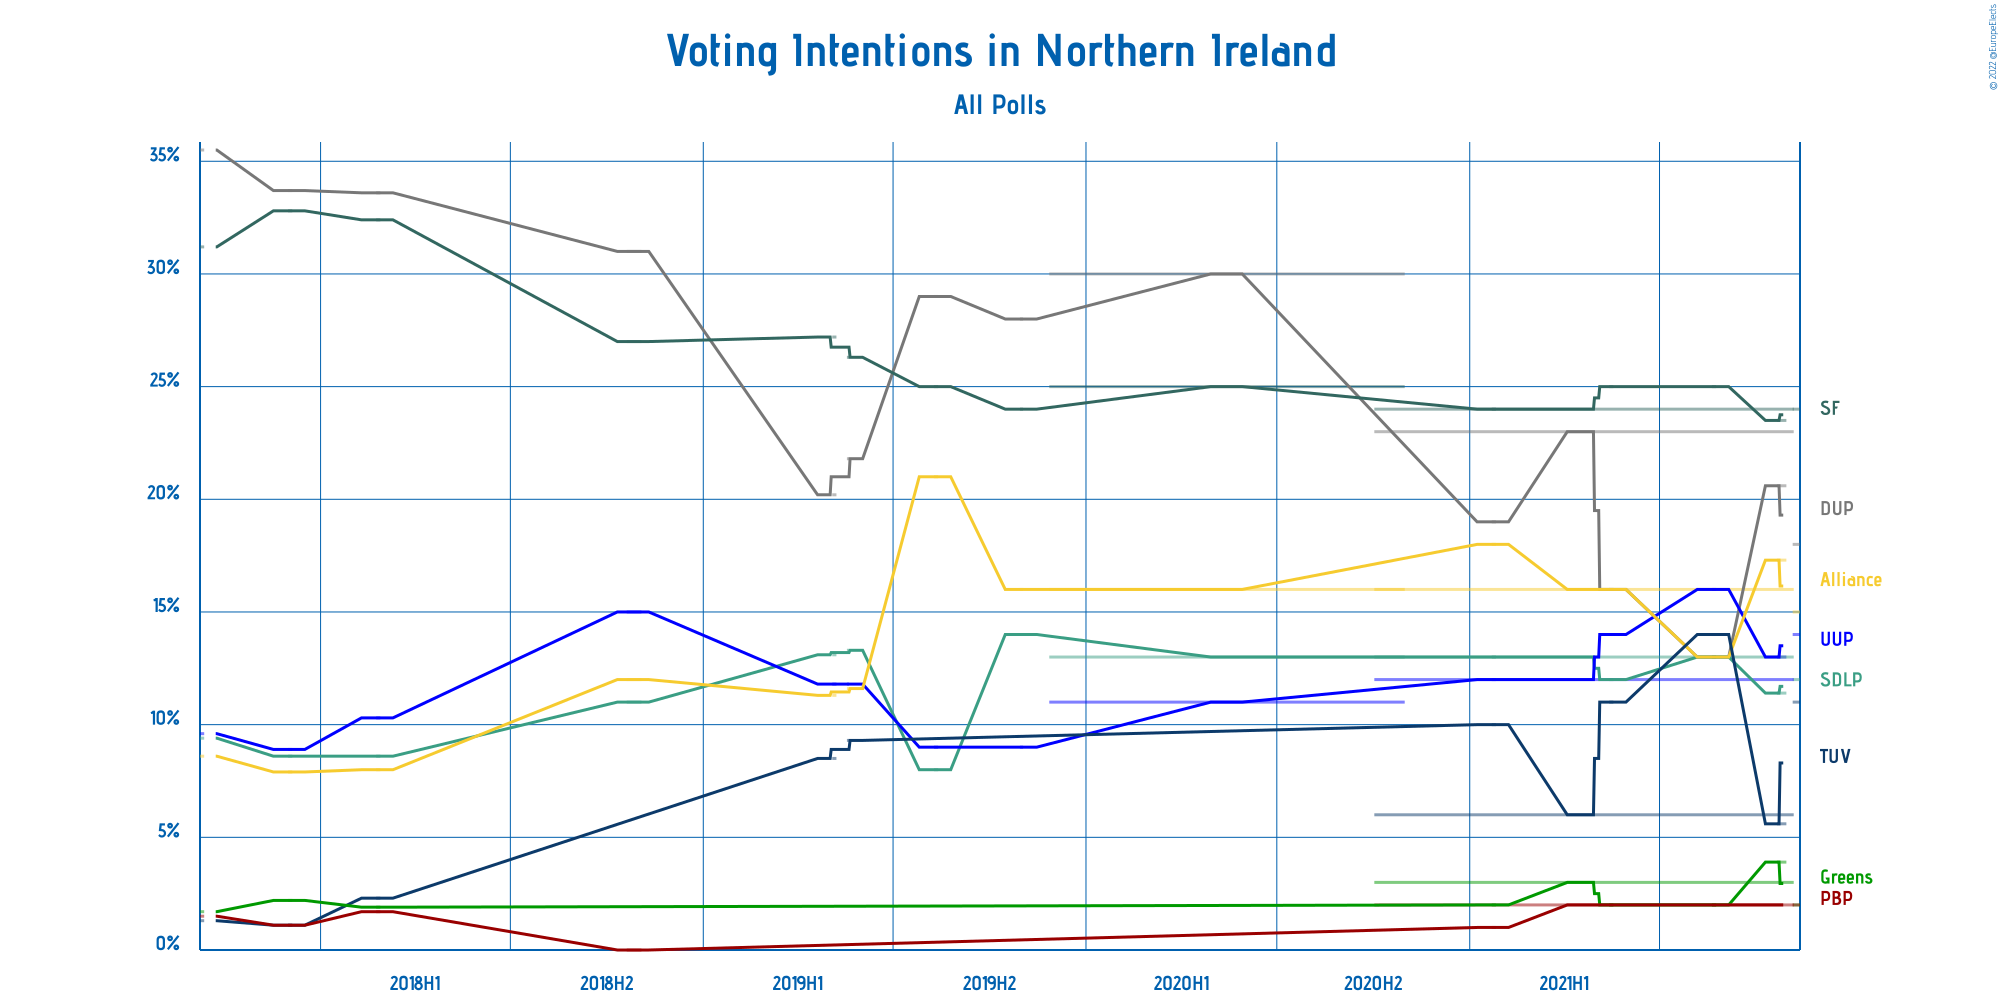 © 2022 @EuropeElects
Voting Intentions in Northern Ireland
All Polls
35%
30%
25%
20%
15%
10%
5%
0%
SF
DUP
Alliance
UUP
SDLP
TUV
Greens
PBP
2018H1
2018H2
2019H1
2019H2
2020H1
2020H2
2021H1